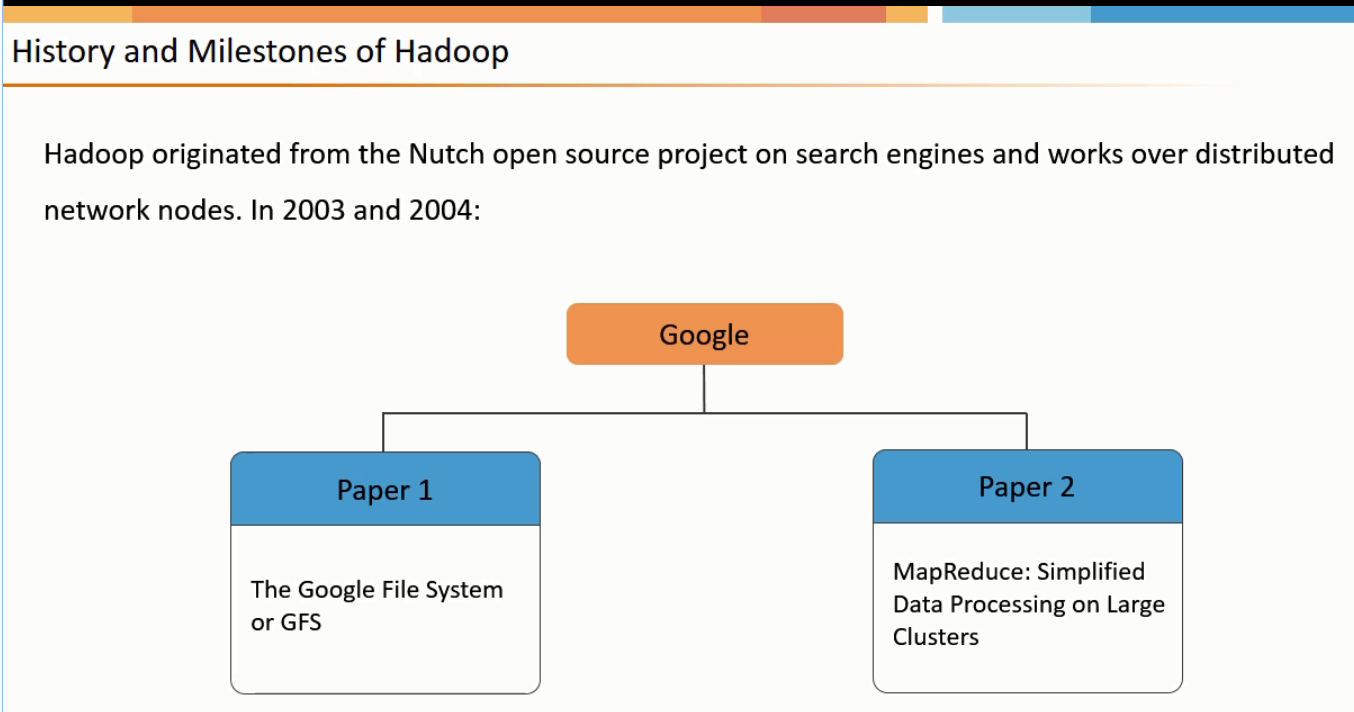 History and Milestones of Hadoop
Hadoop originated from the Nutch open source project on search engines and works over distributed
network nodes. In 2003 and 2004:
Google
Paper 1
The Google File System
or GFS
Paper 2
MapReduce: Simplified
Data Processing on Large
Clusters